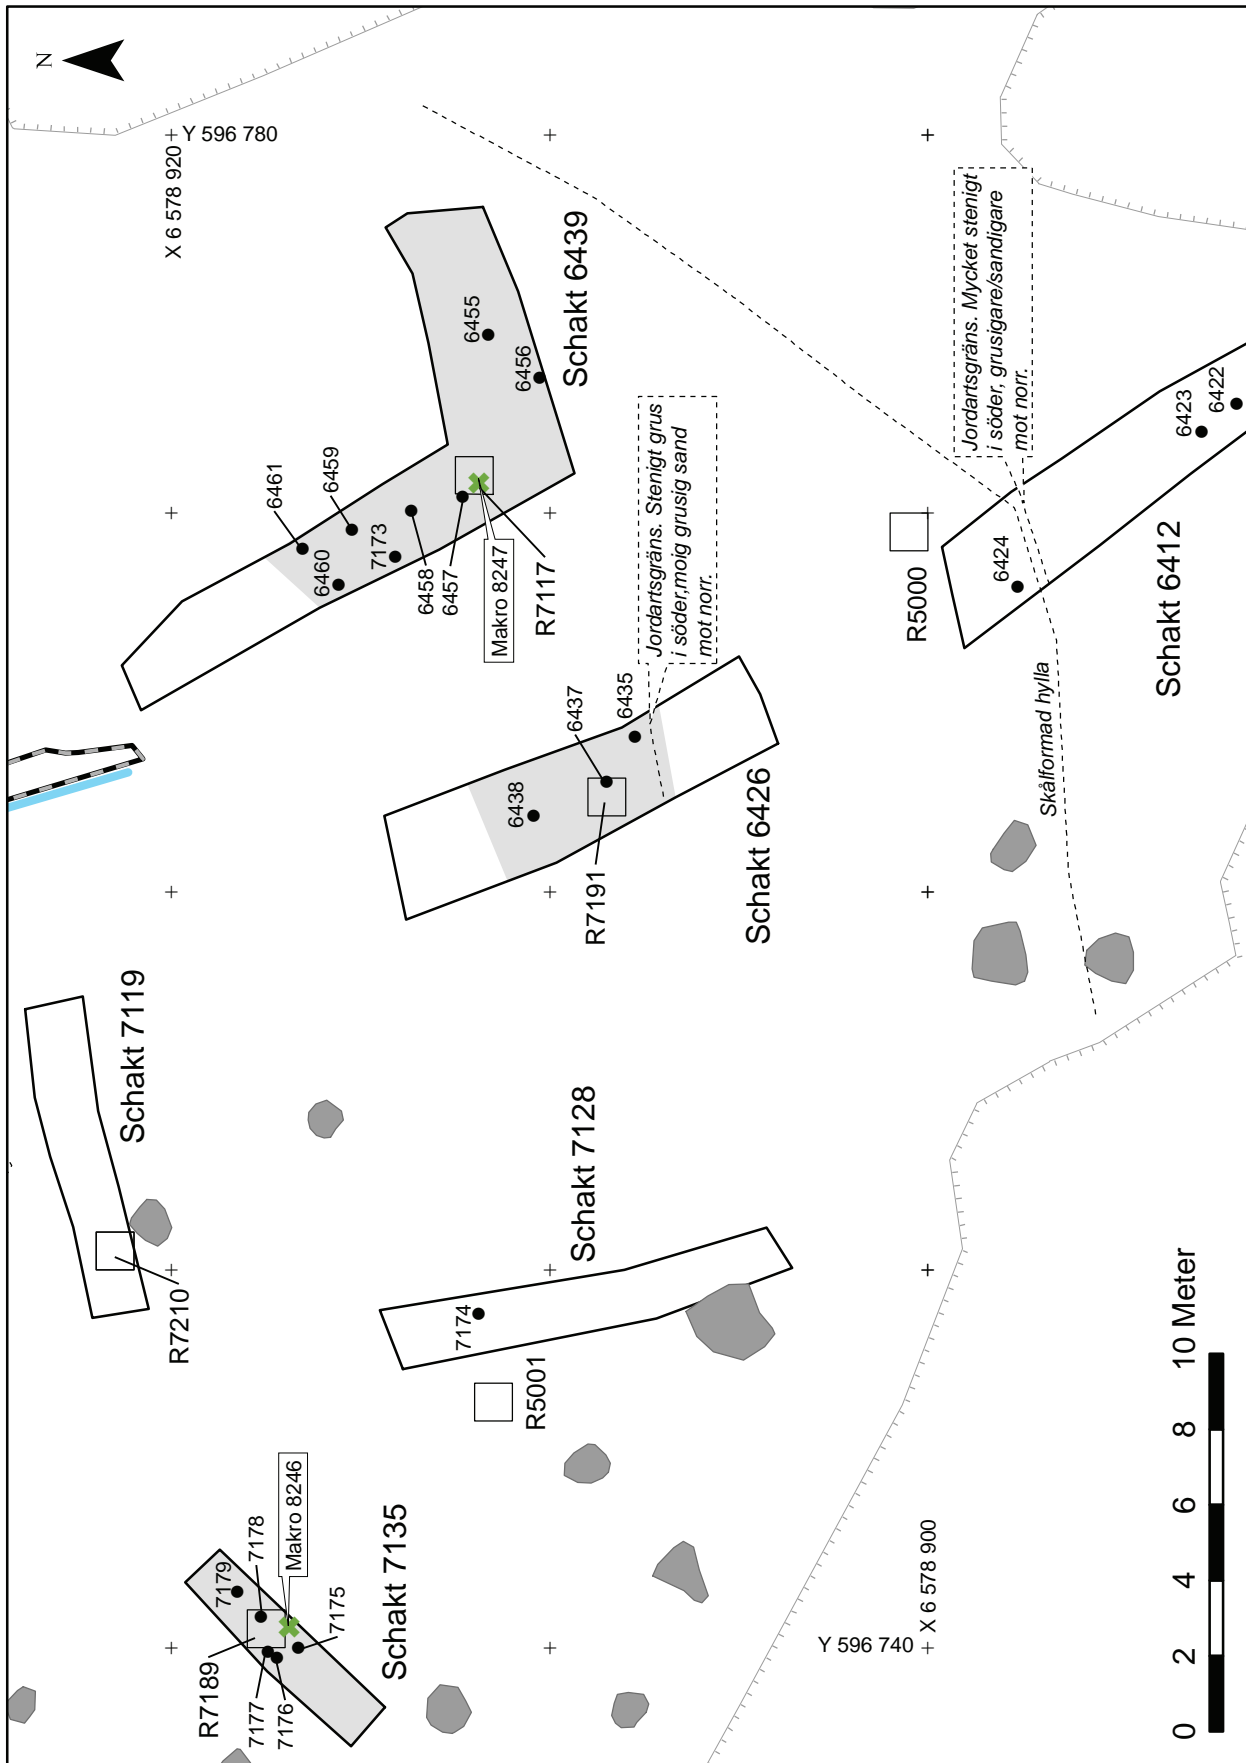 N
X 6 578 920
Y 596 780
Schakt 6439
6455
6456
6461
6459
6460
7173
6458
6457
Makro 8247
R7117
Jordartsgräns. Stenigt grus
i söder,moig grusig sand
mot norr.
Jordartsgräns. Mycket stenigt
i söder, grusigare/sandigare
mot norr.
6423
6422
6424
R5000
Schakt 6412
Skålformad hylla
6437
6435
6438
R7191
Schakt 6426
Schakt 7119
R7210
Schakt 7128
7174
R5001
7179
7178
Makro 8246
7175
R7189
7177
7176
Schakt 7135
Y 596 740
X 6 578 900
0
2
4
6
8
10 Meter